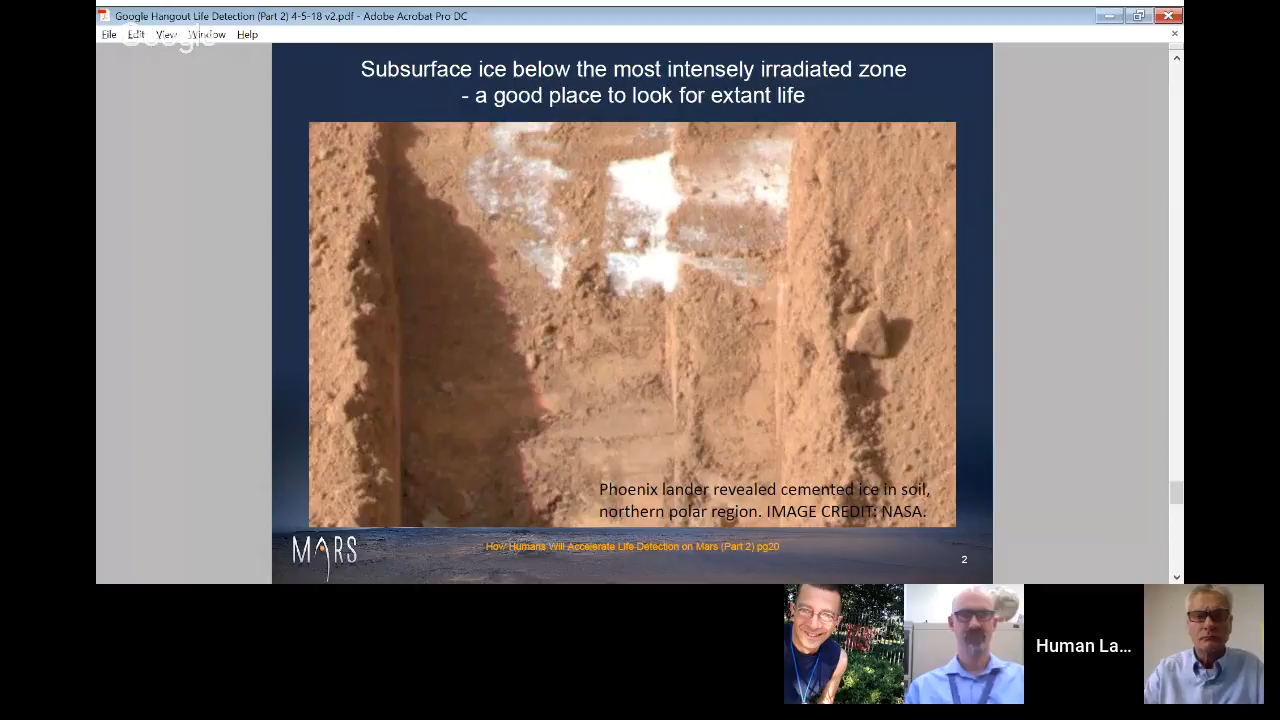 Google Hangout Life Detection (Part 2) 4-5-18 v2.pdf - Adobe Acrobat Pro DC
File Edit View Window Help
Google
Subsurface ice below the most intensely irradiated zone
- a good place to look for extant life
Phoenix lander revealed cemented ice in soil,
northern polar region. IMAGE CREDIT: NASA.
MARS
How Humans Will Accelerate Life Detection on Mars (Part 2) pg20
2
Human La...